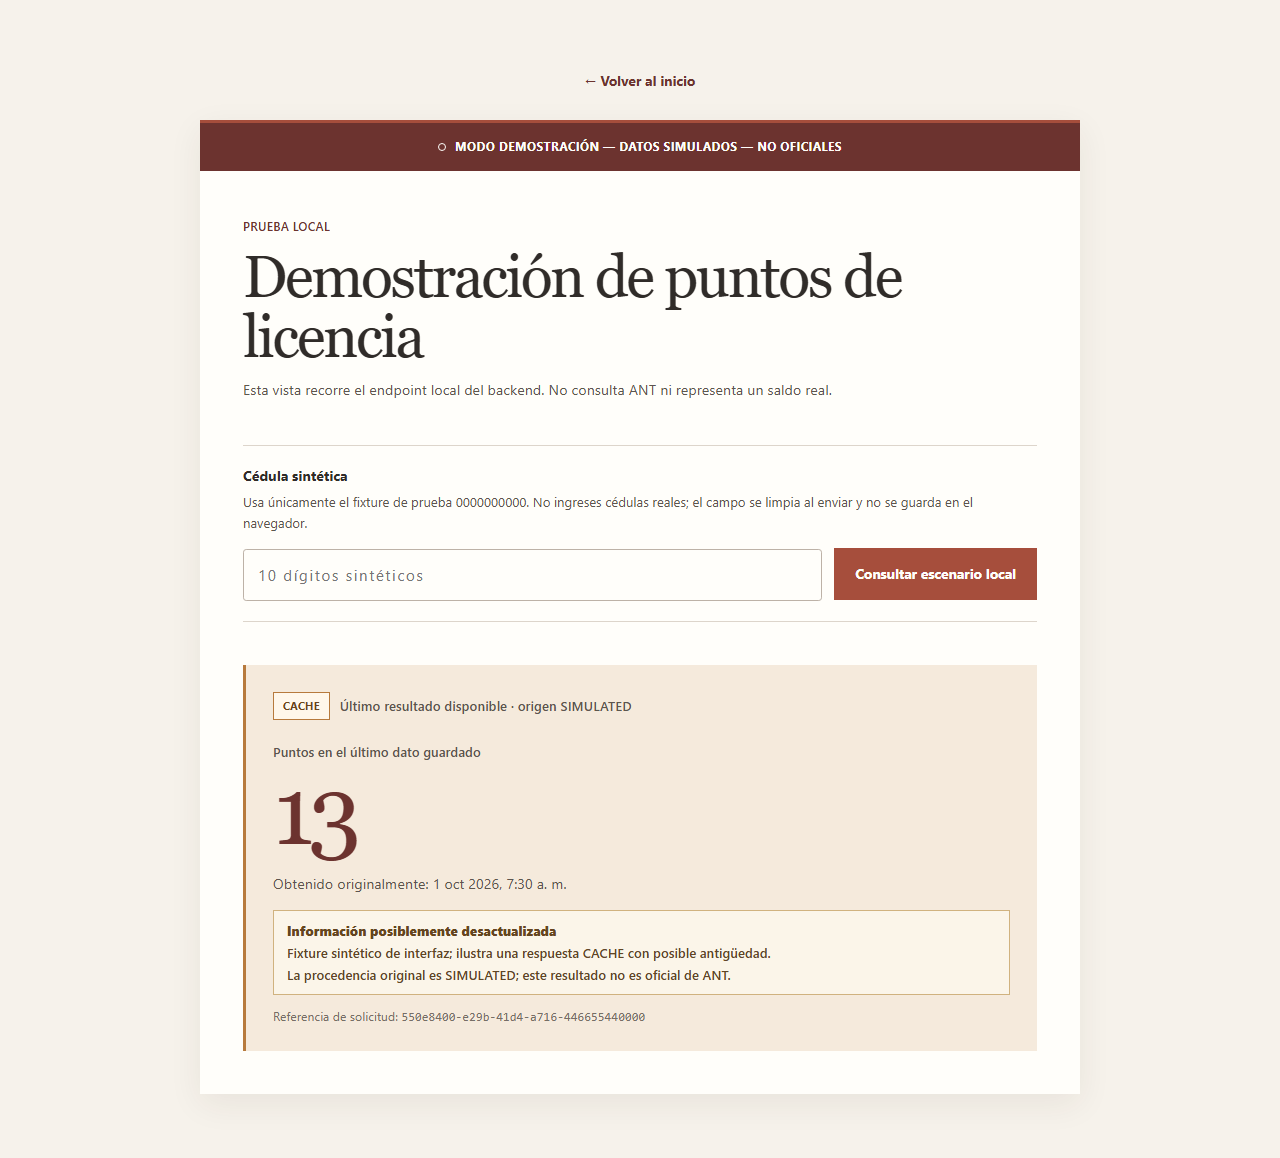 ← Volver al inicio
MODO DEMOSTRACIÓN — DATOS SIMULADOS — NO OFICIALES
PRUEBA LOCAL
Demostración de puntos de
licencia
Esta vista recorre el endpoint local del backend. No consulta ANT ni representa un saldo real.
Cédula sintética
Usa únicamente el fixture de prueba 0000000000. No ingreses cédulas reales; el campo se limpia al enviar y no se guarda en el
navegador.
10 dígitos sintéticos
Consultar escenario local
CACHE Último resultado disponible · origen SIMULATED
Puntos en el último dato guardado
13
Obtenido originalmente: 1 oct 2026, 7:30 a. m.
Información posiblemente desactualizada
Fixture sintético de interfaz; ilustra una respuesta CACHE con posible antigüedad.
La procedencia original es SIMULATED; este resultado no es oficial de ANT.
Referencia de solicitud: 550e8400-e29b-41d4-a716-446655440000